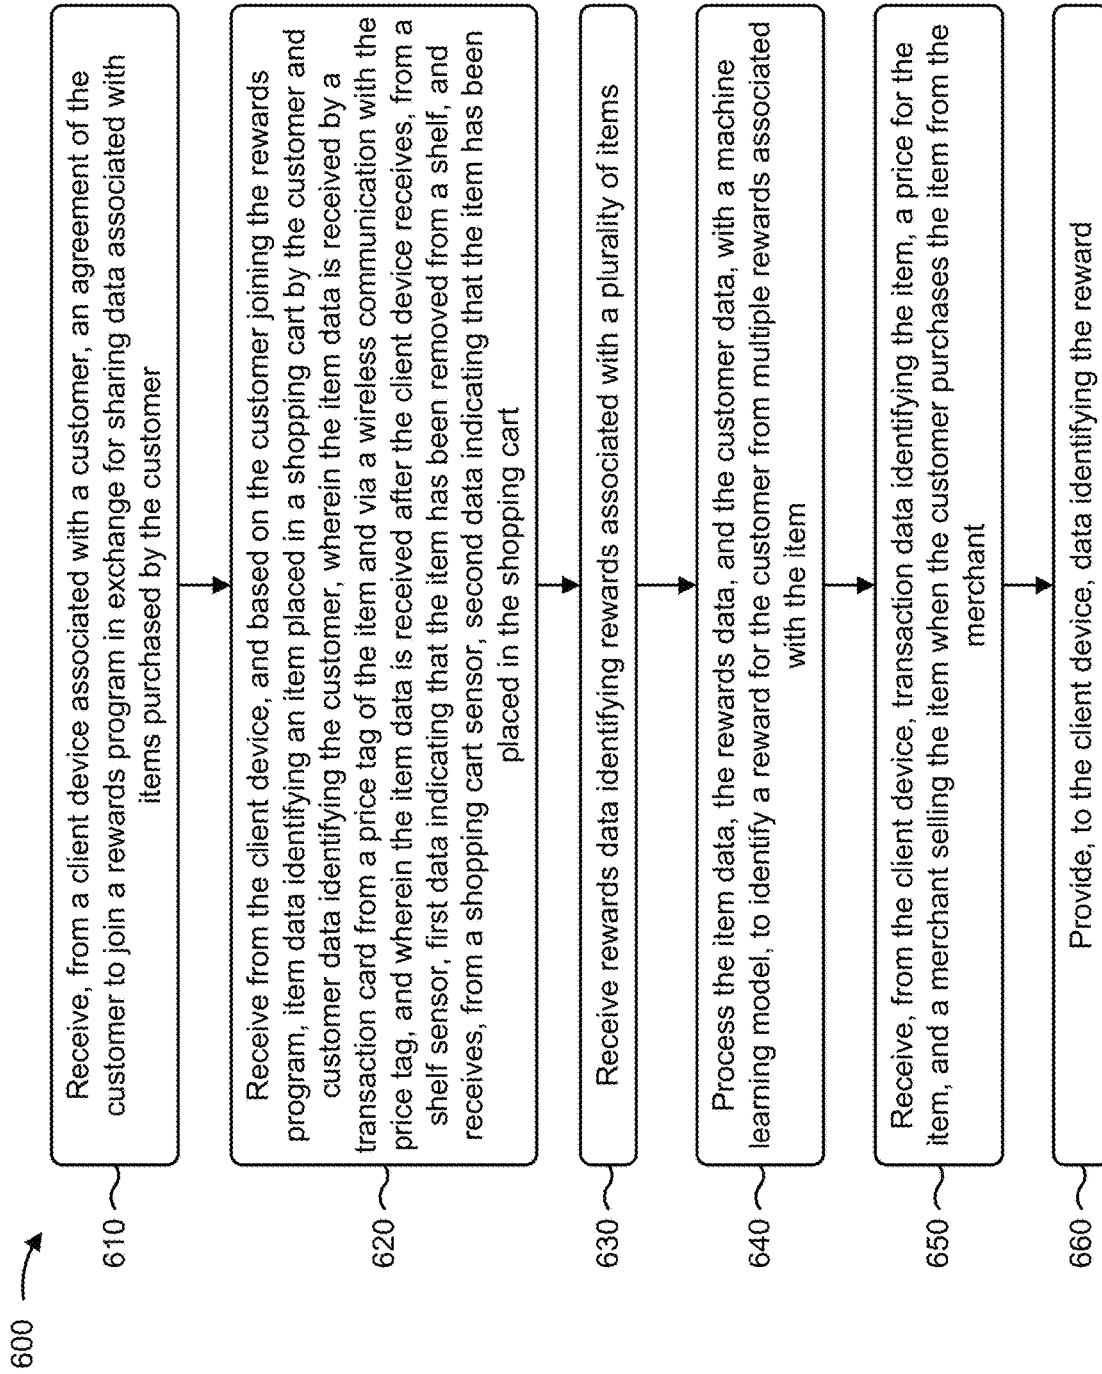 600
610
Receive, from a client device associated with a customer, an agreement of the
customer to join a rewards program in exchange for sharing data associated with
items purchased by the customer
620
Receive from the client device, and based on the customer joining the rewards
program, item data identifying an item placed in a shopping cart by the customer and
customer data identifying the customer, wherein the item data is received by a
transaction card from a price tag of the item and via a wireless communication with the
price tag, and wherein the item data is received after the client device receives, from a
shelf sensor, first data indicating that the item has been removed from a shelf, and
receives, from a shopping cart sensor, second data indicating that the item has been
placed in the shopping cart
630
Receive rewards data identifying rewards associated with a plurality of items
640
Process the item data, the rewards data, and the customer data, with a machine
learning model, to identify a reward for the customer from multiple rewards associated
with the item
650
Receive, from the client device, transaction data identifying the item, a price for the
item, and a merchant selling the item when the customer purchases the item from the
merchant
660
Provide, to the client device, data identifying the reward